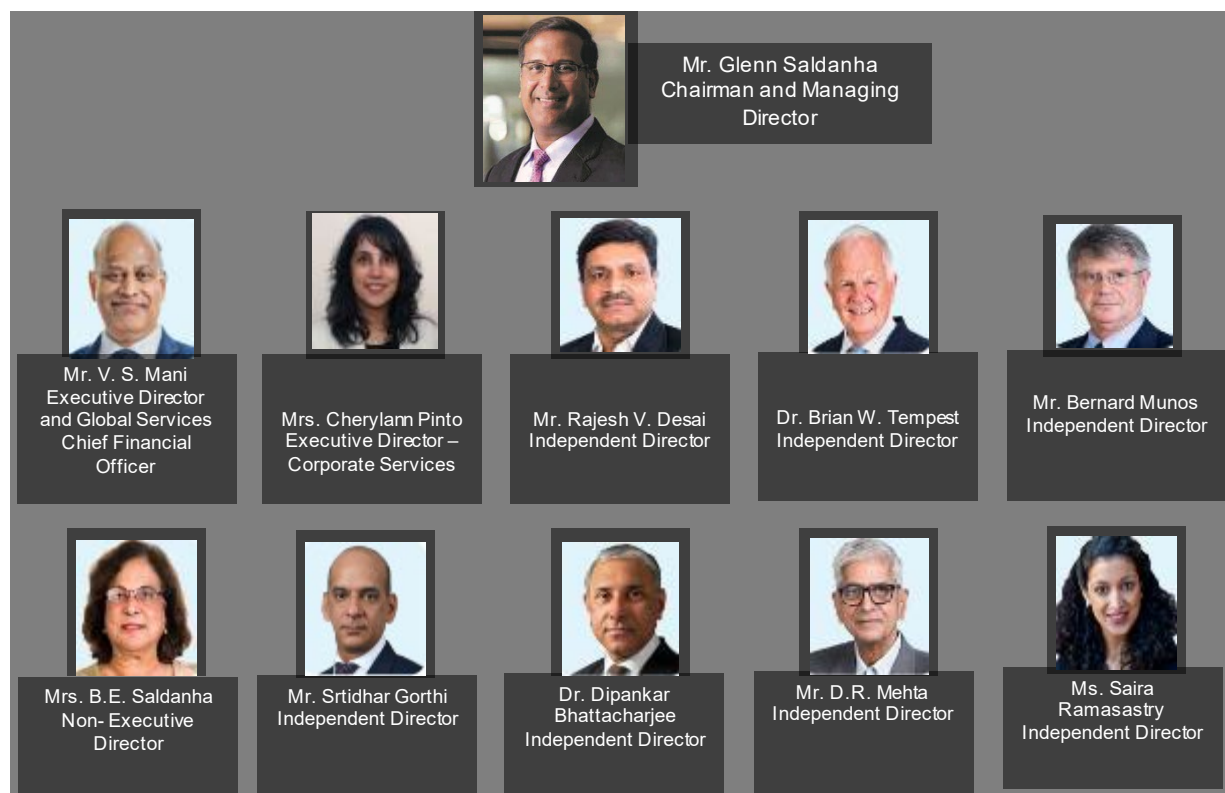 Mr. Glenn Saldanha
Chairman and Managing
Director
Mr. V. S. Mani
Executive Director
and Global Services
Chief Financial
Officer
Mrs. Cherylann Pinto
Executive Director –
Corporate Services
Mr. Rajesh V. Desai
Independent Director
Dr. Brian W. Tempest
Independent Director
Mr. Bernard Munos
Independent Director
Mrs. B.E. Saldanha
Non- Executive
Director
Mr. Srtidhar Gorthi
Independent Director
Dr. Dipankar
Bhattacharjee
Independent Director
Mr. D.R. Mehta
Independent Director
Ms. Saira
Ramasastry
Independent Director